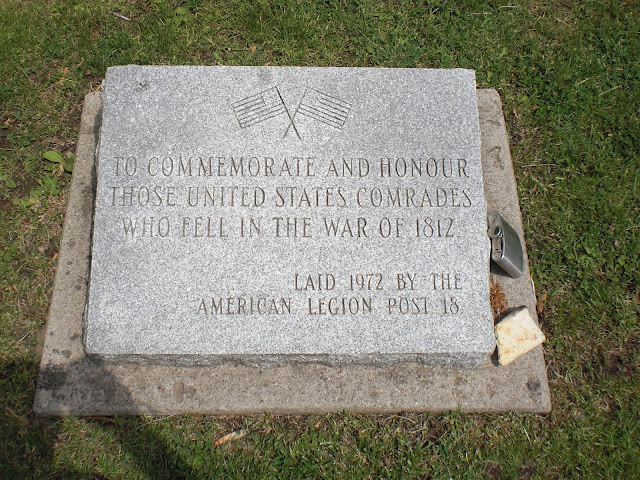 TO COMMEMORATE AND HONOUR
THOSE UNITED STATES COMRADES
WHO FELL IN THE WAR OF 1812.
LAID 1972 BY THE
AMERICAN LEGION POST 18.